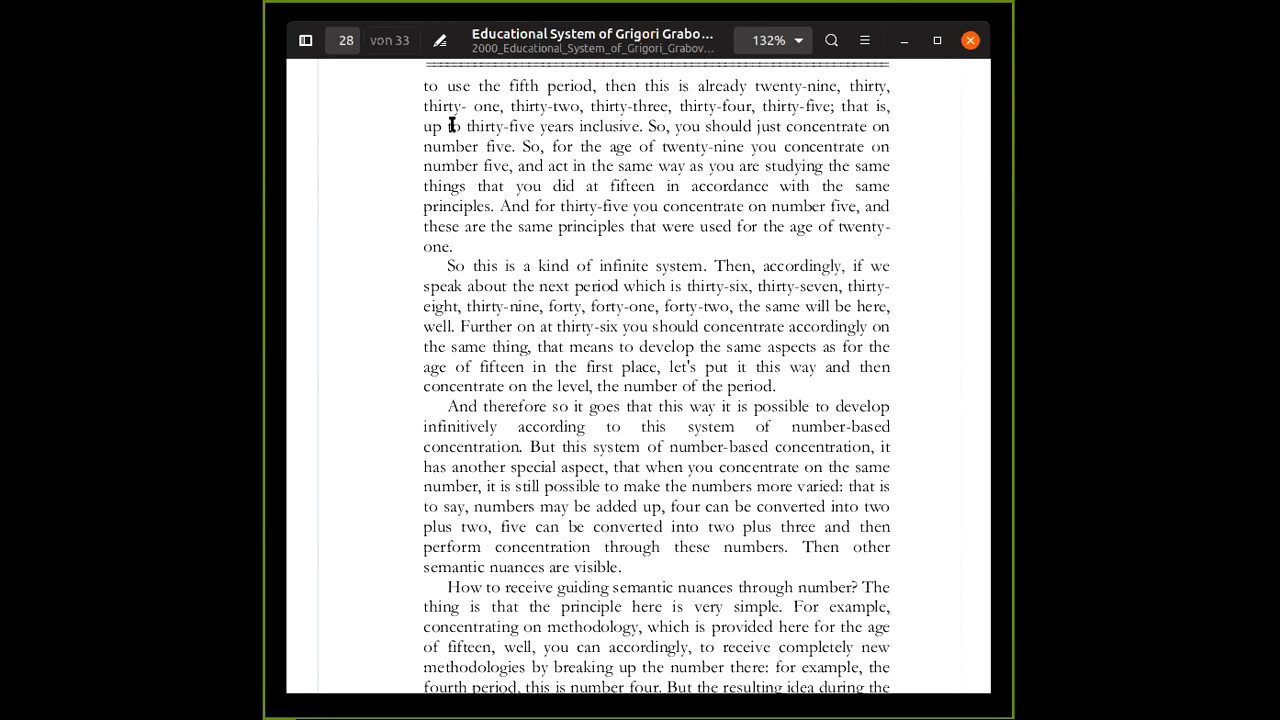 28 von 33
Educational System of Grigori Grabo...
2000_Educational_System_of_Grigori_Grabov...
132%
to use the fifth period, then this is already twenty-nine, thirty,
thirty- one, thirty-two, thirty-three, thirty-four, thirty-five; that is,
up to thirty-five years inclusive. So, you should just concentrate on
number five. So, for the age of twenty-nine you concentrate on
number five, and act in the same way as you are studying the same
things that you did at fifteen in accordance with the same
principles. And for thirty-five you concentrate on number five, and
these are the same principles that were used for the age of twenty-
one.
So this is a kind of infinite system. Then, accordingly, if we
speak about the next period which is thirty-six, thirty-seven, thirty-
eight, thirty-nine, forty, forty-one, forty-two, the same will be here,
well. Further on at thirty-six you should concentrate accordingly on
the same thing, that means to develop the same aspects as for the
age of fifteen in the first place, let's put it this way and then
concentrate on the level, the number of the period.
And therefore so it goes that this way it is possible to develop
infinitively according to this system of number-based
concentration. But this system of number-based concentration, it
has another special aspect, that when you concentrate on the same
number, it is still possible to make the numbers more varied: that is
to say, numbers may be added up, four can be converted into two
plus two, five can be converted into two plus three and then
perform concentration through these numbers. Then other
semantic nuances are visible.
How to receive guiding semantic nuances through number? The
thing is that the principle here is very simple. For example,
concentrating on methodology, which is provided here for the age
of fifteen, well, you can accordingly, to receive completely new
methodologies by breaking up the number there: for example, the
fourth period, this is number four. But the resulting idea during the